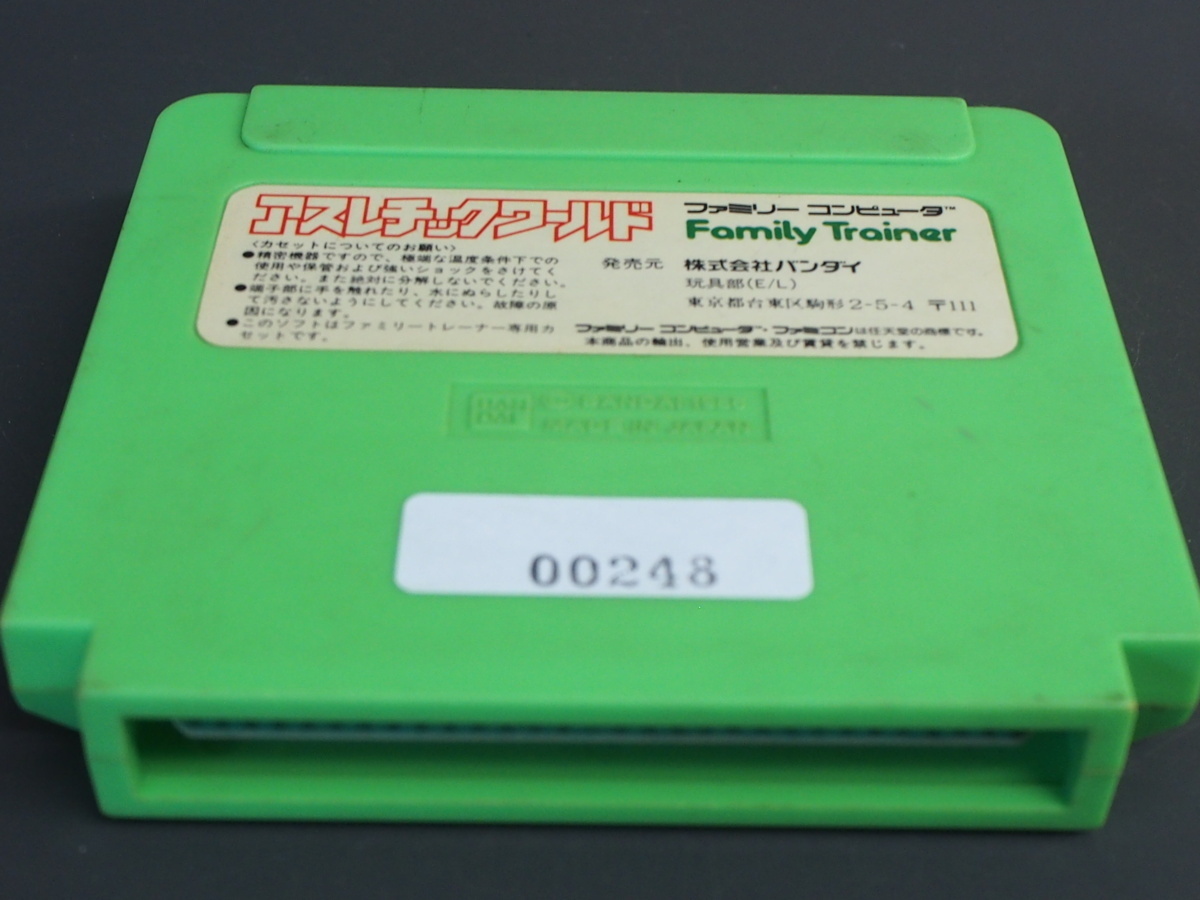 アスレチックワールド
〈カセットについてのお願い〉
●精密機器ですので、極端な温度条件下での
使用や保管および強いショックをさけてく
ださい。また絶対に分解しないでください。
●端子部に手を触れたり、水にぬらしたりし
て汚さないようにしてください。故障の原
因になります。
●このソフトはファミリートレーナー専用カ
セットです。
ファミリー コンピュータ™
Family Trainer
発売元 株式会社バンダイ
玩具部(E/L)
東京都台東区駒形2-5-4 〒111
ファミリー コンピュータ™・ファミコンは任天堂の商標です。
本商品の輸出、使用営業及び賃貸を禁じます。
BAN
DAI
MADE IN JAPAN
00248